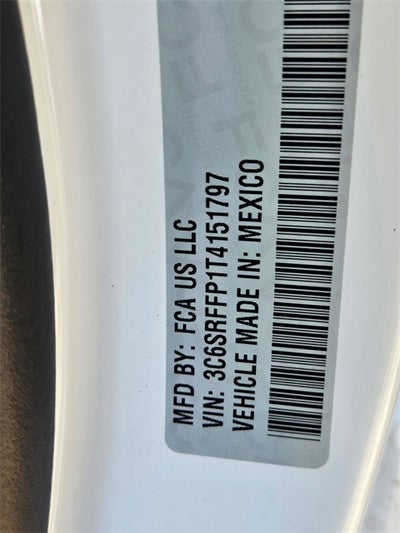 MFD BY: FCA US LLC
VIN: 3C6SRFFP1T4151797
VEHICLE MADE IN: MEXICO